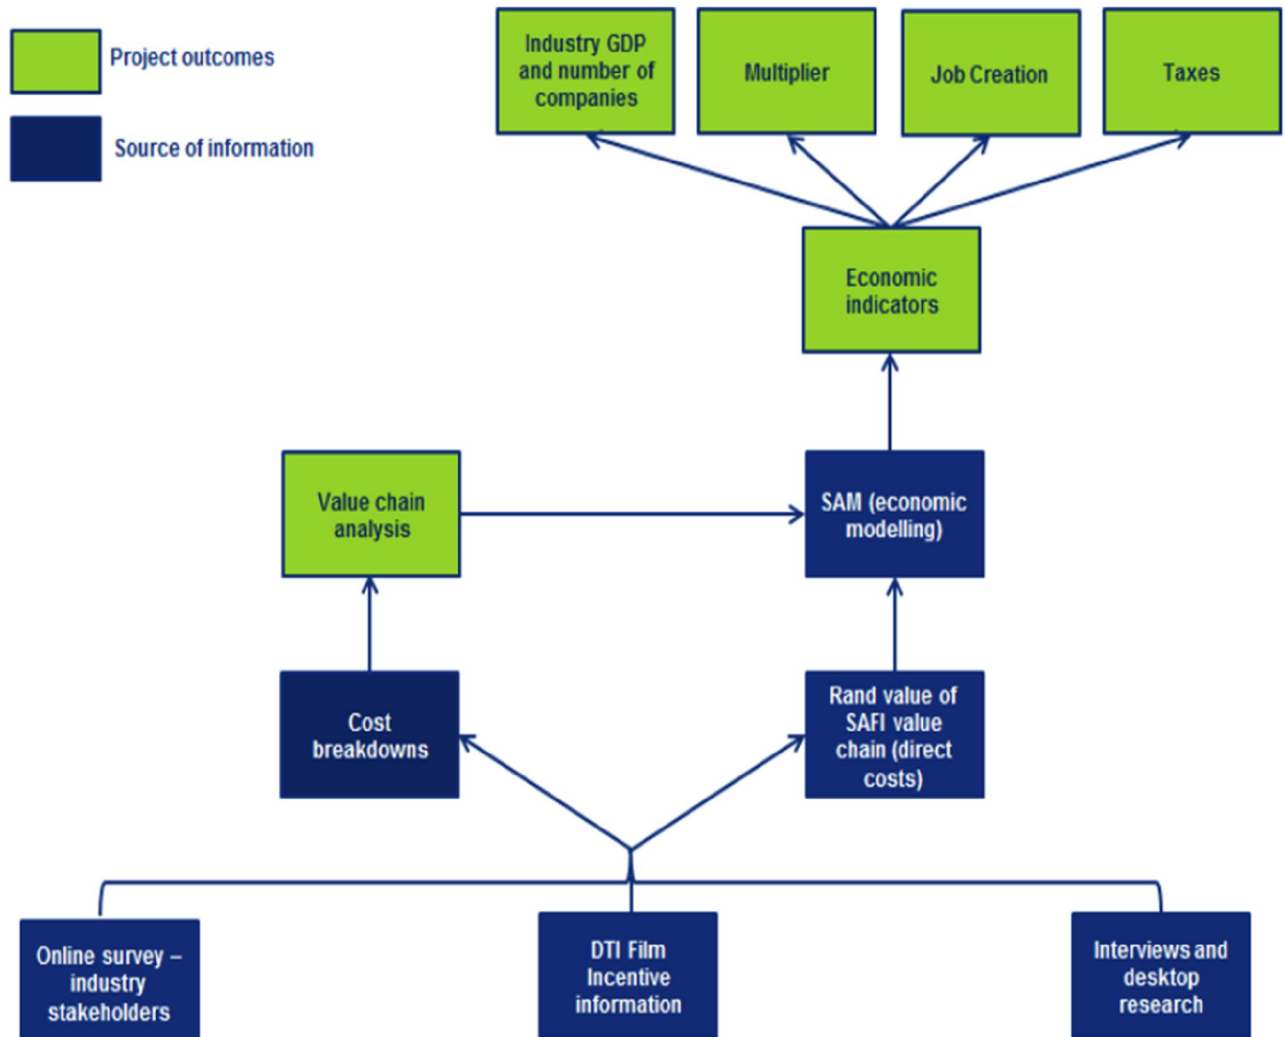 Project outcomes
Source of information
Industry GDP
and number of
companies
Multiplier
Job Creation
Taxes
Economic
indicators
Value chain
analysis
SAM (economic
modelling)
Cost
breakdowns
Rand value of
SAFI value
chain (direct
costs)
Online survey –
industry
stakeholders
DTI Film
Incentive
information
Interviews and
desktop
research